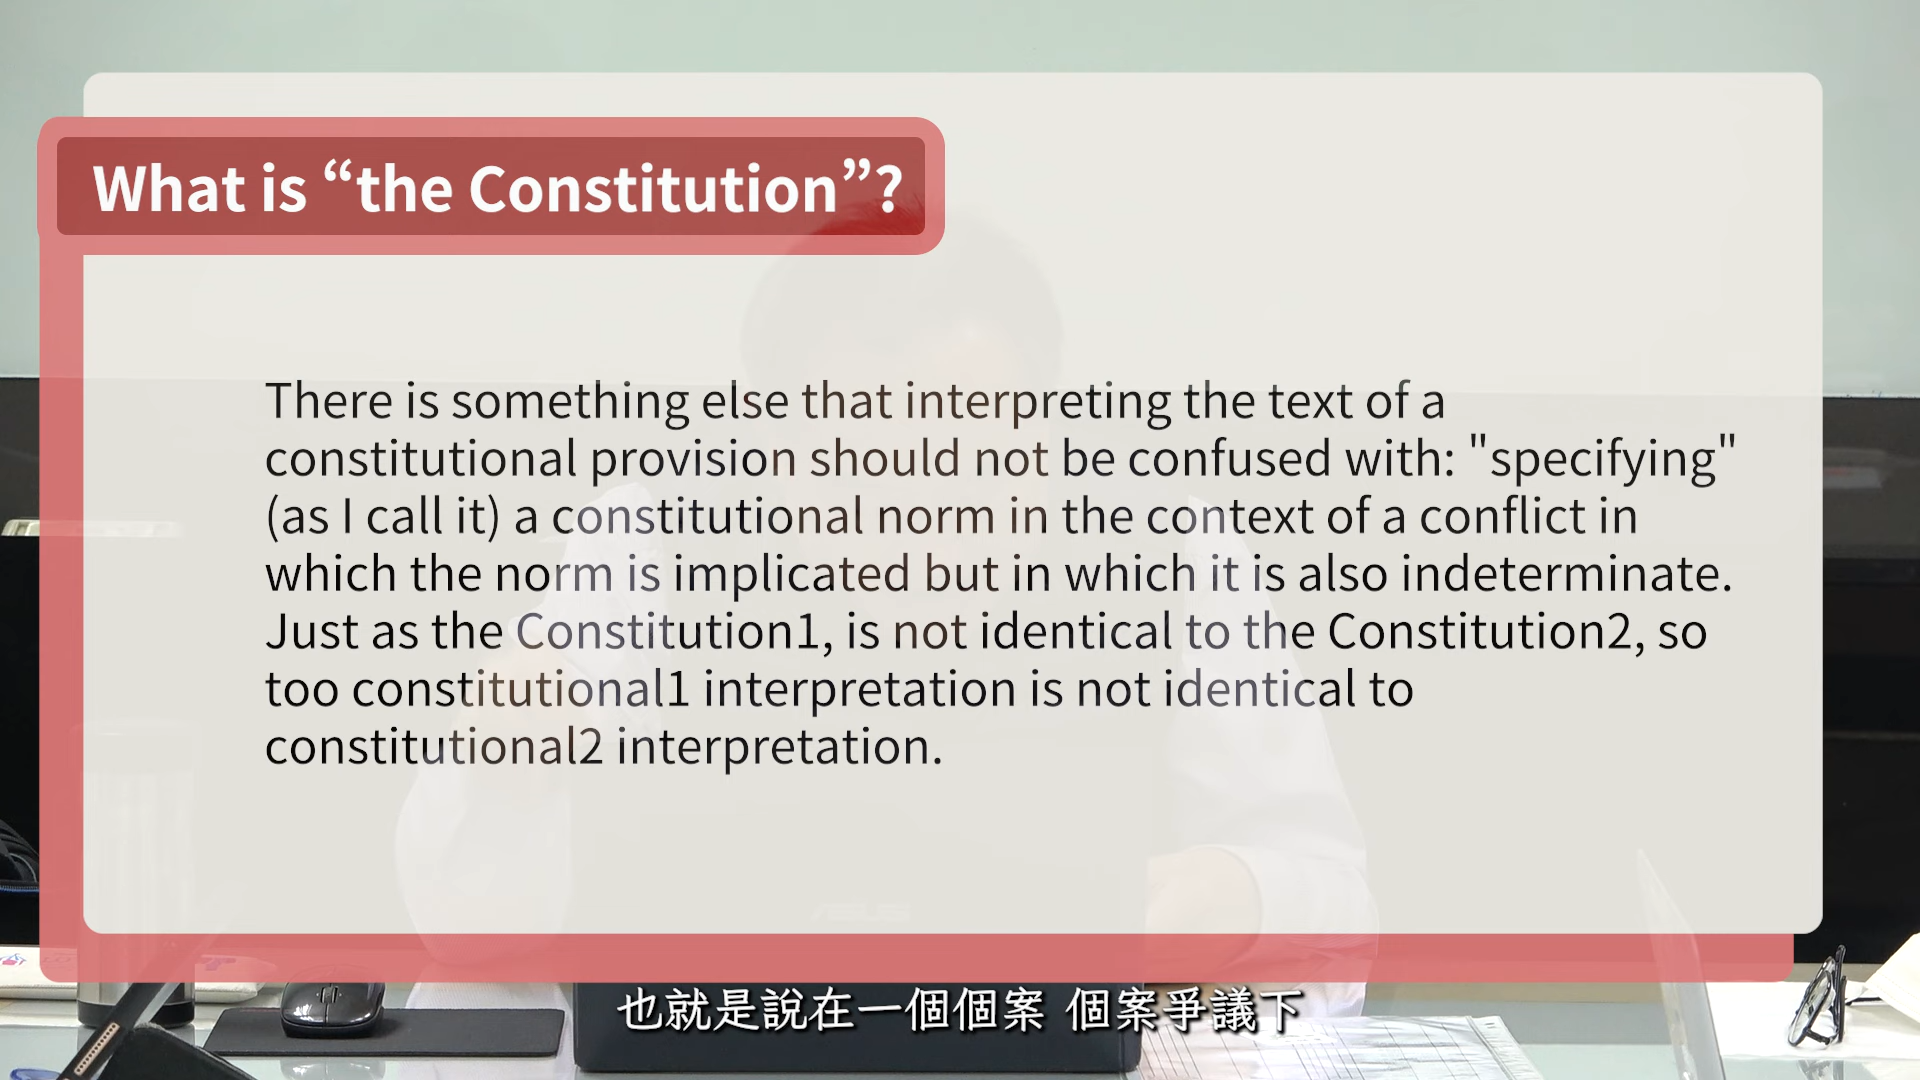 What is “the Constitution”?
There is something else that interpreting the text of a
constitutional provision should not be confused with: "specifying"
(as I call it) a constitutional norm in the context of a conflict in
which the norm is implicated but in which it is also indeterminate.
Just as the Constitution1, is not identical to the Constitution2, so
too constitutional1 interpretation is not identical to
constitutional2 interpretation.
ASUS
也就是說在一個個案 個案爭議下